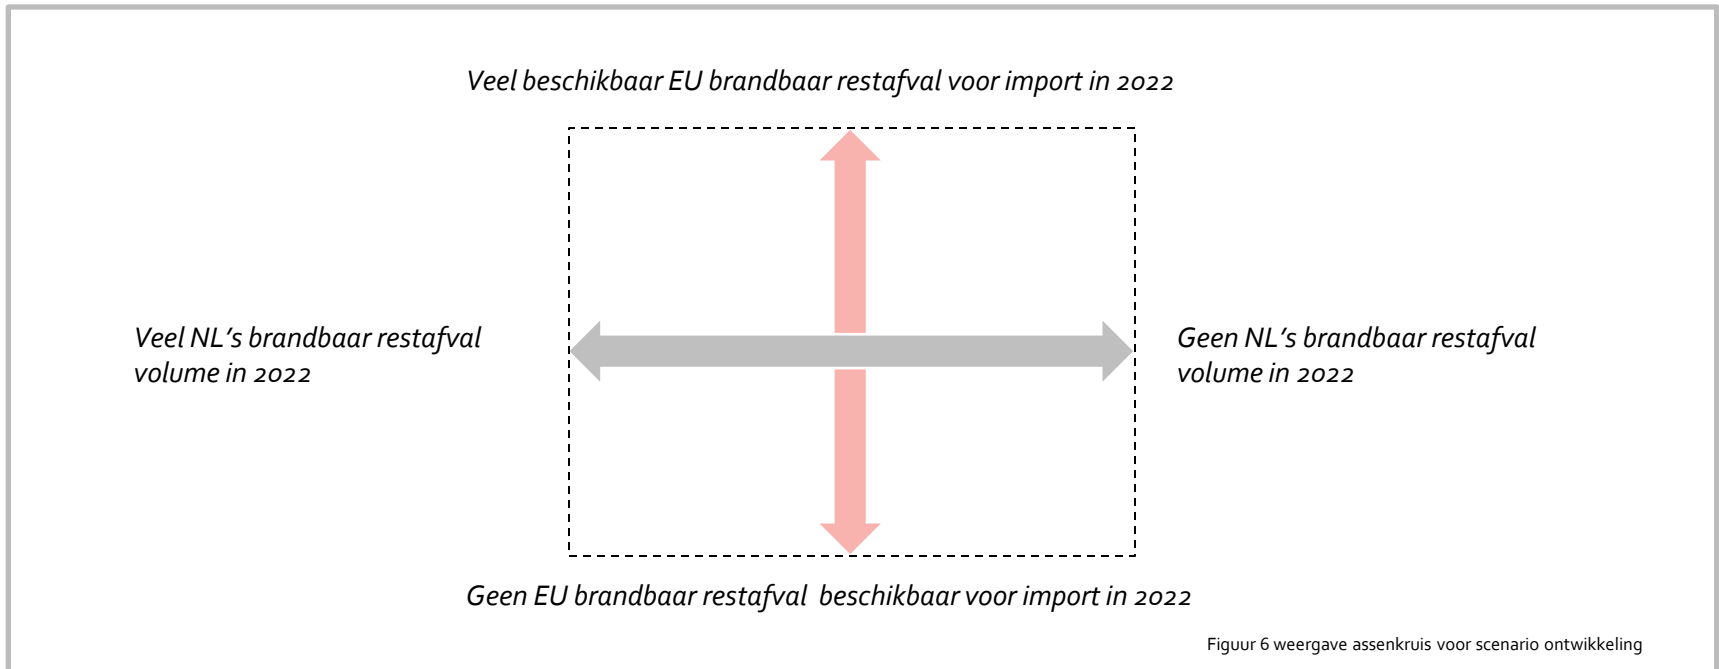 Veel beschikbaar EU brandbaar restafval voor import in 2022
Veel NL's brandbaar restafval
volume in 2022
Geen NL's brandbaar restafval
volume in 2022
Geen EU brandbaar restafval  beschikbaar voor import in 2022
Figuur 6 weergave assenkruis voor scenario ontwikkeling